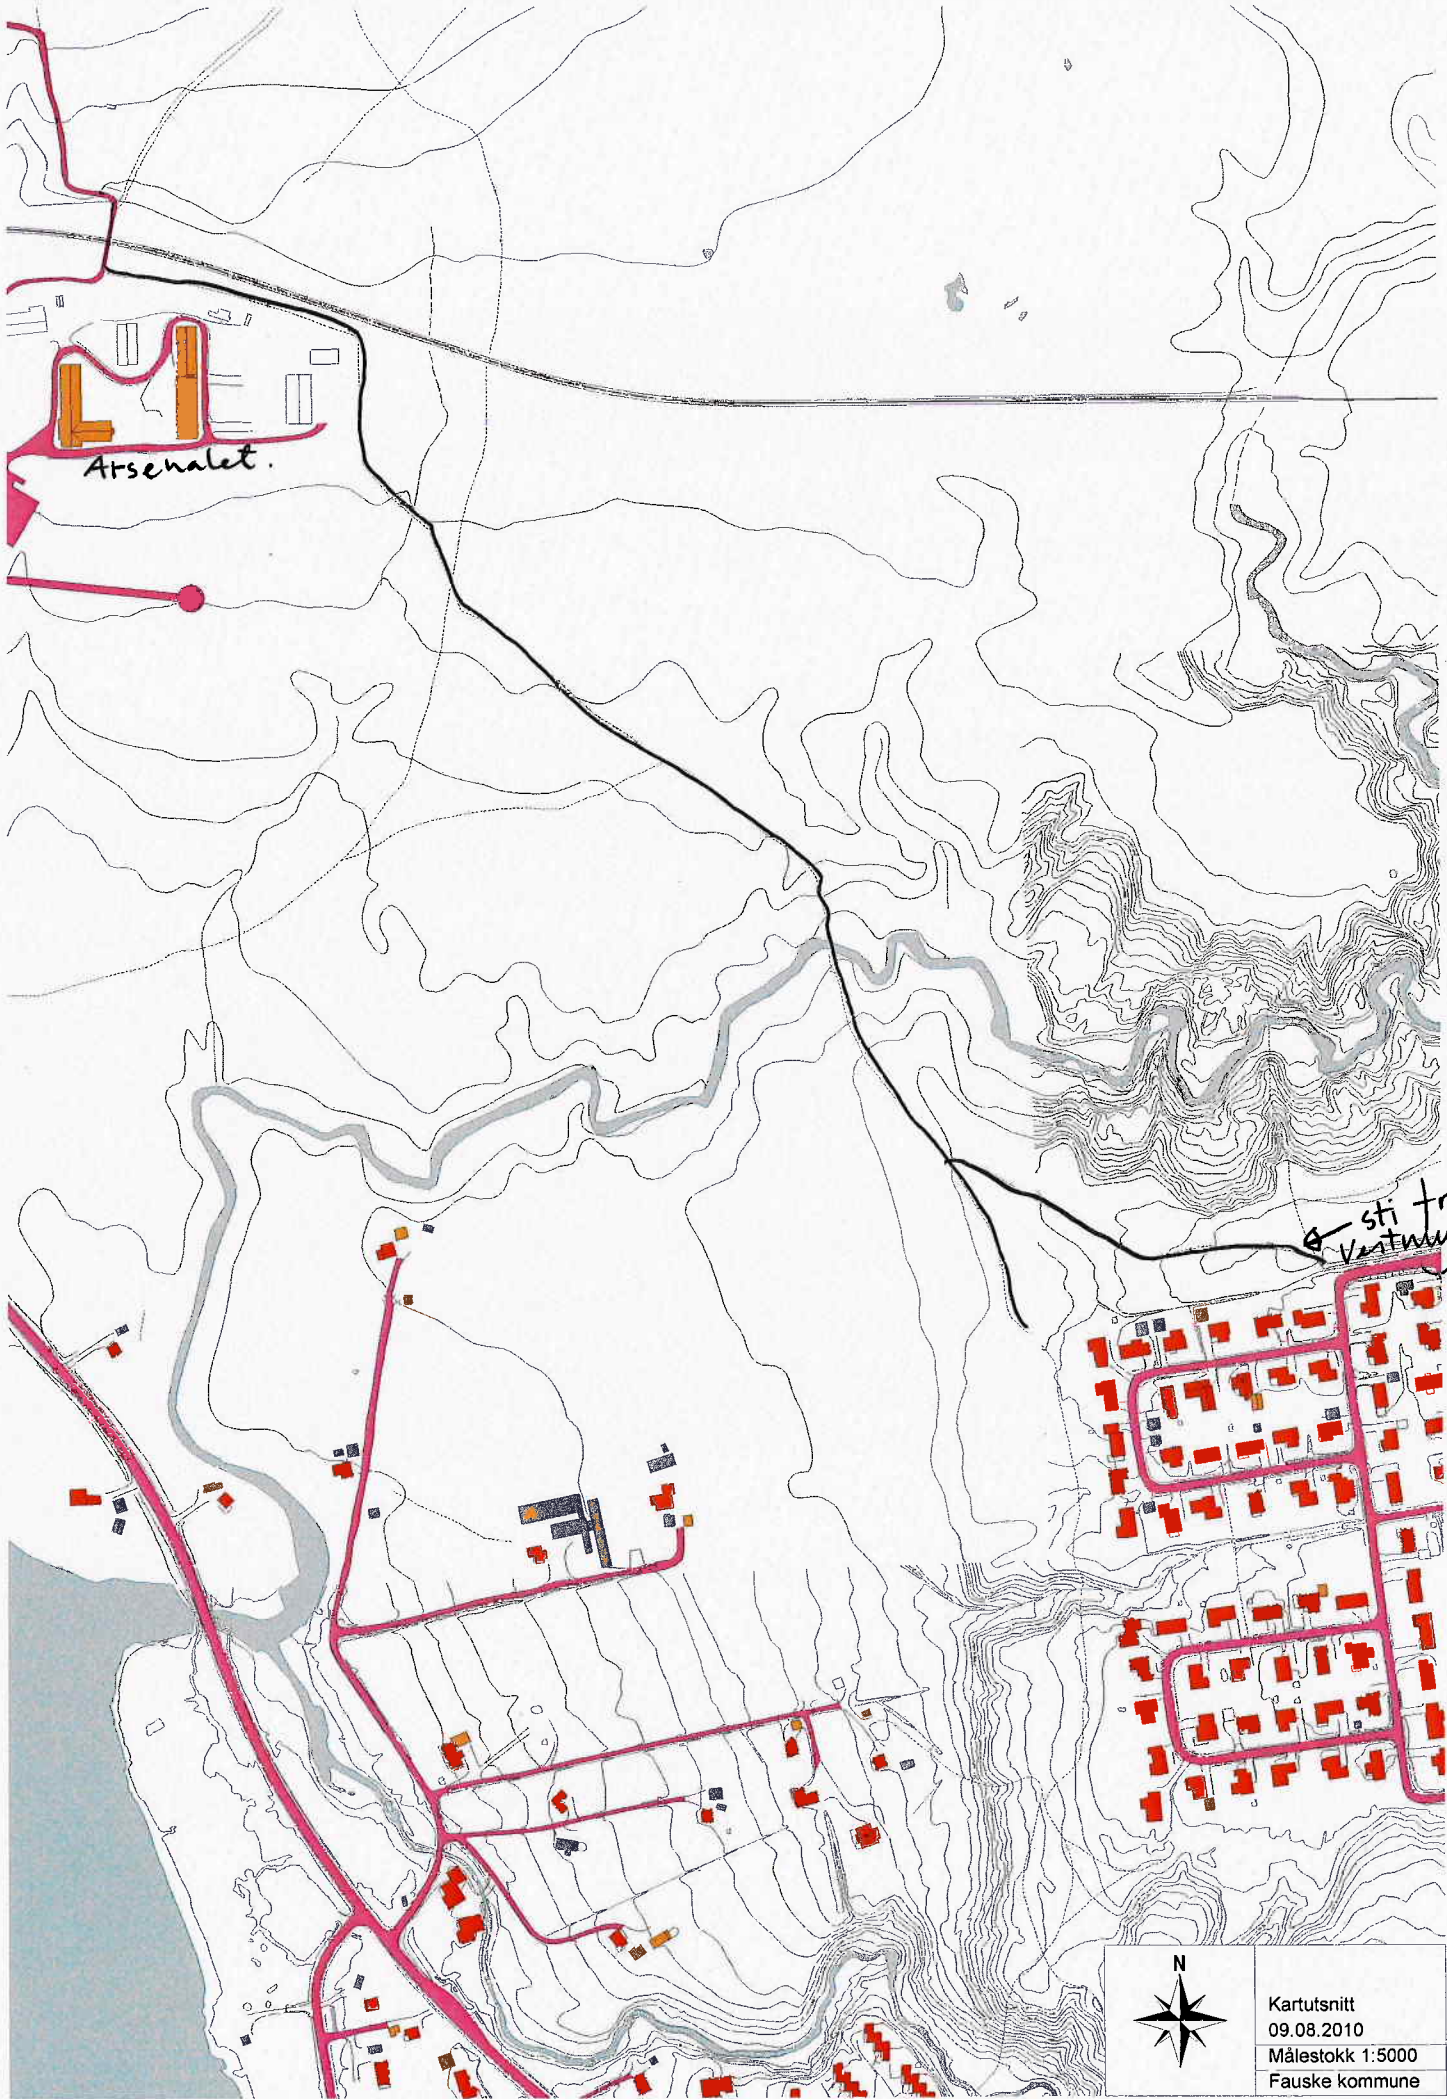 Arsenalet.
sti
N
Kartutsnitt
09.08.2010
Målestokk 1:5000
Fauske kommune